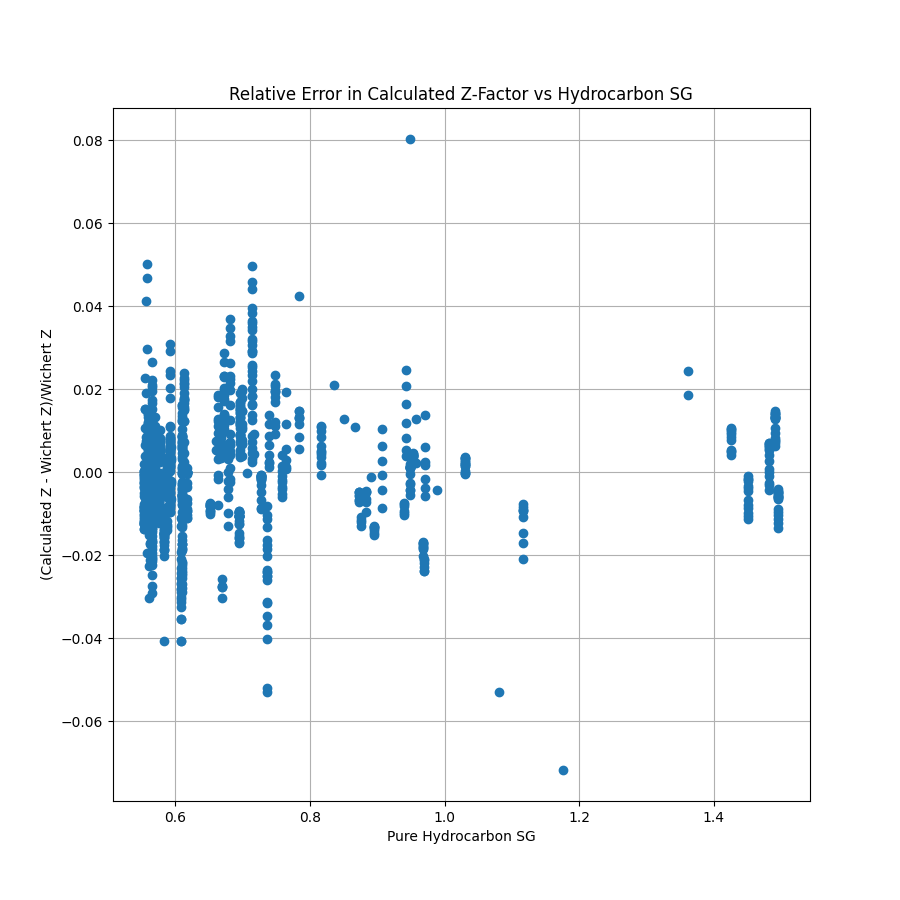 Relative Error in Calculated Z-Factor vs Hydrocarbon SG
(Calculated Z - Wichert Z)/Wichert Z
0.08
0.06
0.04
0.02
0.00
−0.02
−0.04
−0.06
0.6 0.8 1.0 1.2 1.4
Pure Hydrocarbon SG